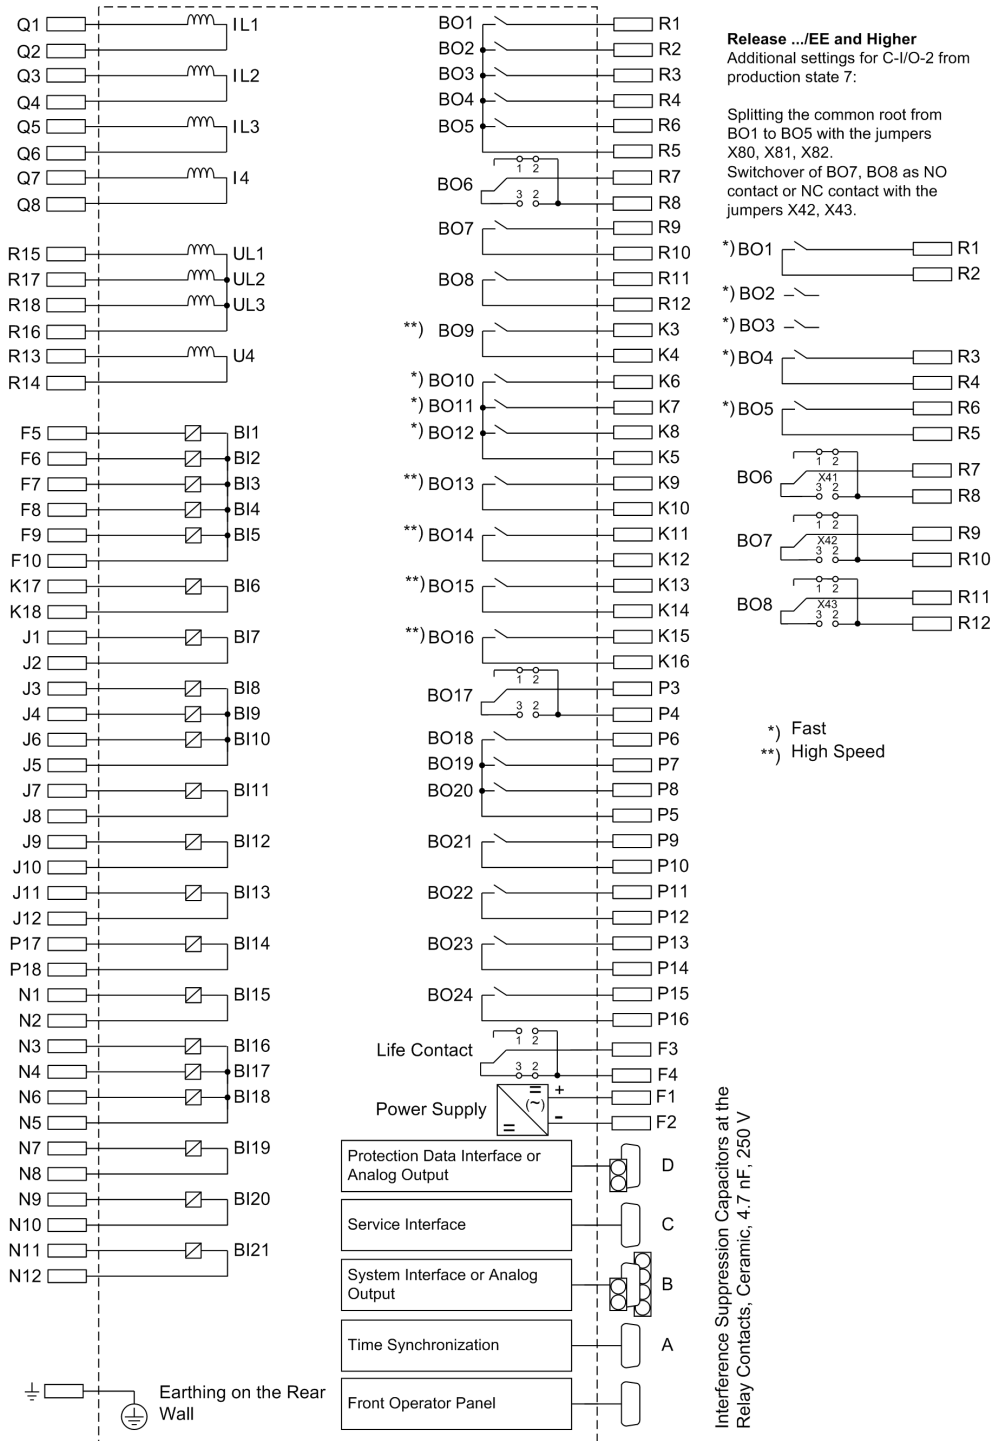 Q1 IL1 BO1 R1
Q2 BO2 R2
Q3 IL2 BO3 R3
Q4 BO4 R4
Q5 IL3 BO5 R6
Q6 R5
1 2
Q7 I4 BO6 R7
3 2
Q8 R8
BO7 R9
R15 UL1 R10
R17 UL2 BO8 R11
R18 UL3 R12
R16 **) BO9 K3
R13 U4 K4
R14 *) BO10 K6
*) BO11 K7
F5 BI1 *) BO12 K8
F6 BI2 K5
F7 BI3 **) BO13 K9
F8 BI4 K10
F9 BI5 **) BO14 K11
F10 K12
K17 BI6 **) BO15 K13
K18 K14
J1 BI7 **) BO16 K15
J2 K16
1 2
J3 BI8 BO17 P3
3 2
J4 BI9 P4
J6 BI10 BO18 P6
J5 BO19 P7
J7 BI11 BO20 P8
J8 P5
J9 BI12 BO21 P9
J10 P10
J11 BI13 BO22 P11
J12 P12
P17 BI14 BO23 P13
P18 P14
N1 BI15 BO24 P15
N2 P16
1 2
N3 BI16 Life Contact F3
3 2
N4 BI17 F4
N6 BI18 Power Supply = (~) = + F1
N5 - F2
N7 BI19
N8
N9 BI20
N10
N11 BI21
N12
Protection Data Interface or
Analog Output D
Service Interface C
System Interface or Analog
Output B
Time Synchronization A
Front Operator Panel
Earthing on the Rear
Wall
Release .../EE and Higher
Additional settings for C-I/O-2 from
production state 7:
Splitting the common root from
BO1 to BO5 with the jumpers
X80, X81, X82.
Switchover of BO7, BO8 as NO
contact or NC contact with the
jumpers X42, X43.
*) BO1 R1
R2
*) BO2
*) BO3
*) BO4 R3
R4
*) BO5 R6
R5
1 2
BO6 X41 R7
3 2
R8
1 2
BO7 X42 R9
3 2
R10
1 2
BO8 X43 R11
3 2
R12
*) Fast
**) High Speed
Interference Suppression Capacitors at the
Relay Contacts, Ceramic, 4.7 nF, 250 V